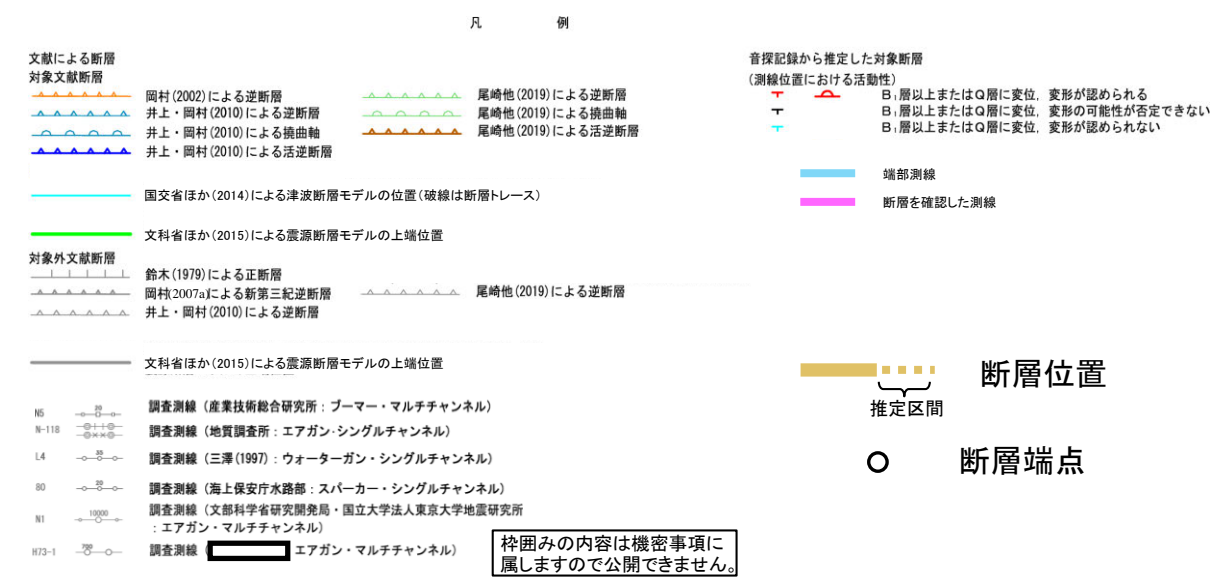 凡 例
文献による断層
対象文献断層
岡村(2002)による逆断層
井上・岡村(2010)による逆断層
井上・岡村(2010)による撓曲軸
井上・岡村(2010)による活逆断層
尾崎他(2019)による逆断層
尾崎他(2019)による撓曲軸
尾崎他(2019)による活逆断層
国交省ほか(2014)による津波断層モデルの位置(破線は断層トレース)
文科省ほか(2015)による震源断層モデルの上端位置
対象外文献断層
鈴木(1979)による正断層
岡村(2007a)による新第三紀逆断層
井上・岡村(2010)による逆断層
尾崎他(2019)による逆断層
文科省ほか(2015)による震源断層モデルの上端位置
N5 20 調査測線(産業技術総合研究所:ブーマー・マルチチャンネル)
N-118 調査測線(地質調査所:エアガン・シングルチャンネル)
L4 35 調査測線(三澤(1997):ウォーターガン・シングルチャンネル)
80 20 調査測線(海上保安庁水路部:スパーカー・シングルチャンネル)
N1 10000 調査測線(文部科学省研究開発局・国立大学法人東京大学地震研究所
:エアガン・マルチチャンネル)
H73-1 700 調査測線( エアガン・マルチチャンネル)
枠囲みの内容は機密事項に
属しますので公開できません。
音探記録から推定した対象断層
(測線位置における活動性)
B1層以上またはQ層に変位,変形が認められる
B1層以上またはQ層に変位,変形の可能性が否定できない
B1層以上またはQ層に変位,変形が認められない
端部測線
断層を確認した測線
断層位置
推定区間
断層端点